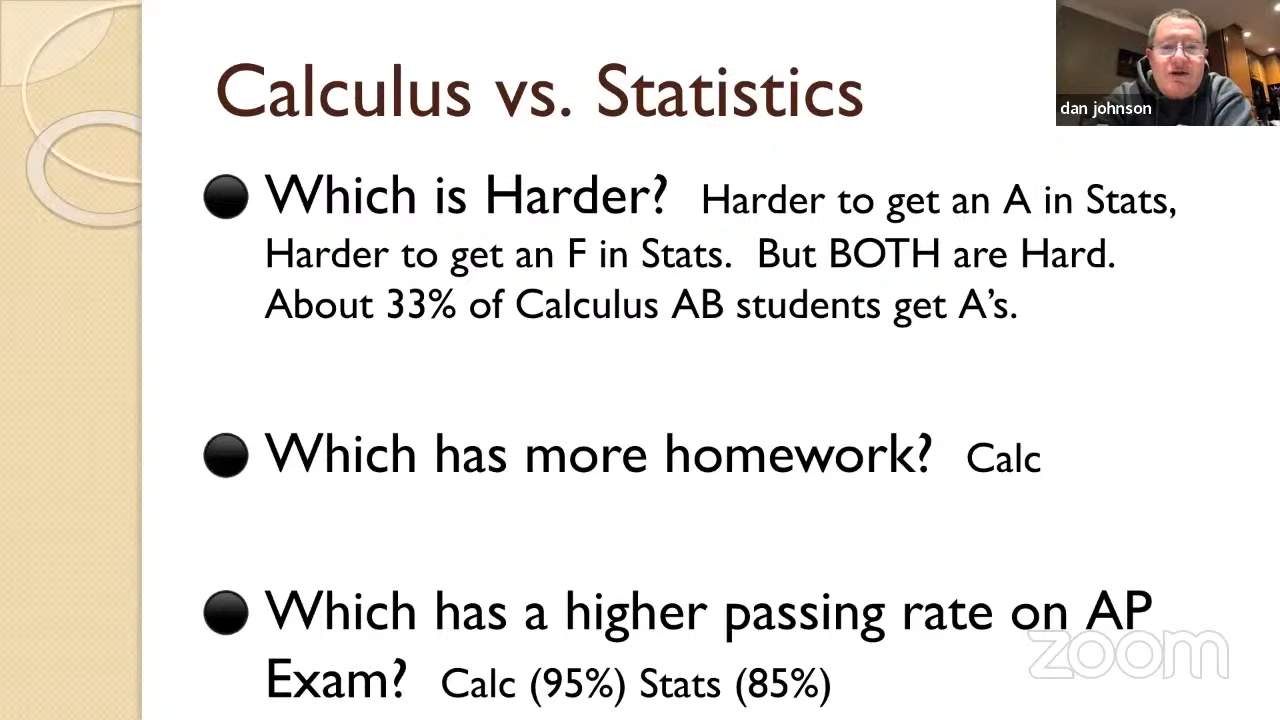 Calculus vs. Statistics
dan johnson
Which is Harder? Harder to get an A in Stats,
Harder to get an F in Stats. But BOTH are Hard.
About 33% of Calculus AB students get A’s.
Which has more homework? Calc
Which has a higher passing rate on AP
Exam? Calc (95%) Stats (85%)
zoom